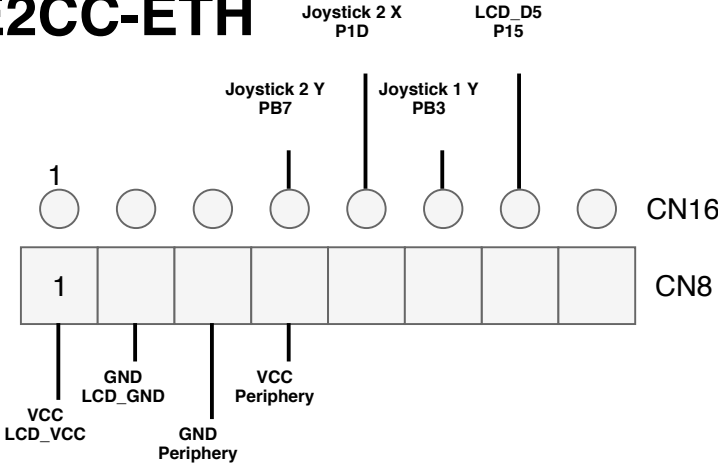 E2CC-ETH
Joystick 2 X
P1D
LCD_D5
P15
Joystick 2 Y
PB7
Joystick 1 Y
PB3
1
CN16
1
CN8
GND
LCD_GND
VCC
Periphery
VCC
LCD_VCC
GND
Periphery